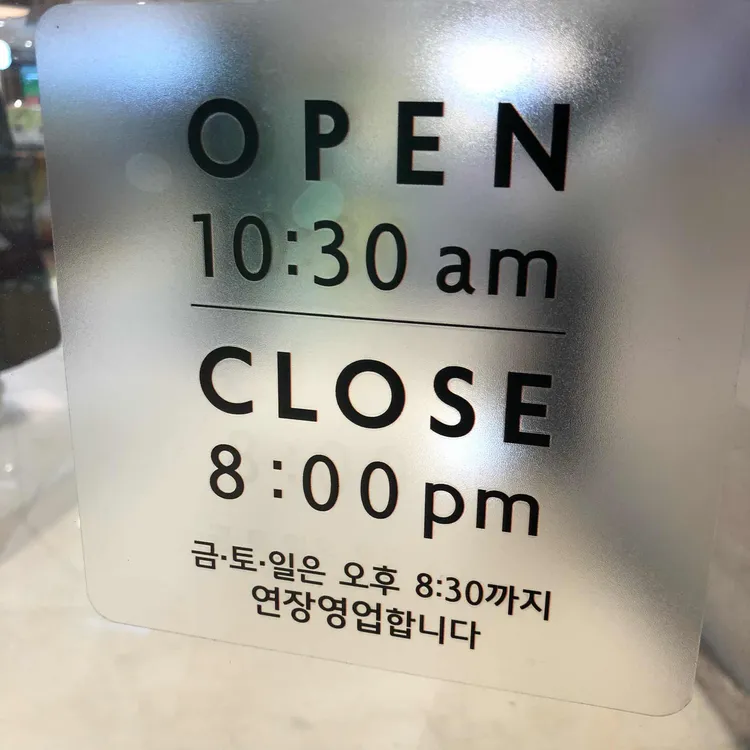 OPEN
10:30 am
CLOSE
8:00 pm
금·토·일은 오후 8:30까지
연장영업합니다